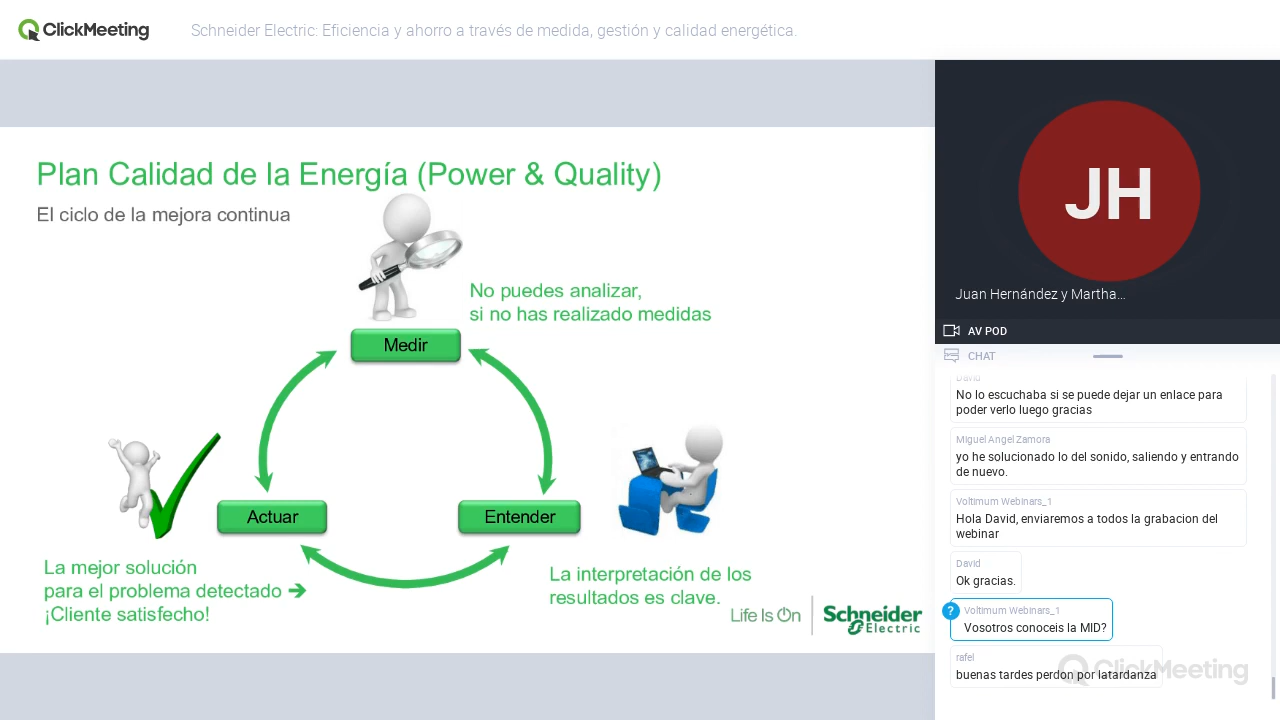 ClickMeeting
Schneider Electric: Eficiencia y ahorro a través de medida, gestión y calidad energética.
Plan Calidad de la Energía (Power & Quality)
El ciclo de la mejora continua
No puedes analizar,
si no has realizado medidas
Medir
Actuar
Entender
La mejor solución
para el problema detectado ➔
¡Cliente satisfecho!
La interpretación de los
resultados es clave.
Life Is On
Schneider
Electric
JH
Juan Hernández y Martha...
AV POD
CHAT
David
No lo escuchaba si se puede dejar un enlace para
poder verlo luego gracias
Miguel Angel Zamora
yo he solucionado lo del sonido, saliendo y entrando
de nuevo.
Voltimum Webinars_1
Hola David, enviaremos a todos la grabacion del
webinar
David
Ok gracias.
?
Voltimum Webinars_1
Vosotros conoceis la MID?
rafel
buenas tardes perdon por latardanza
ClickMeeting